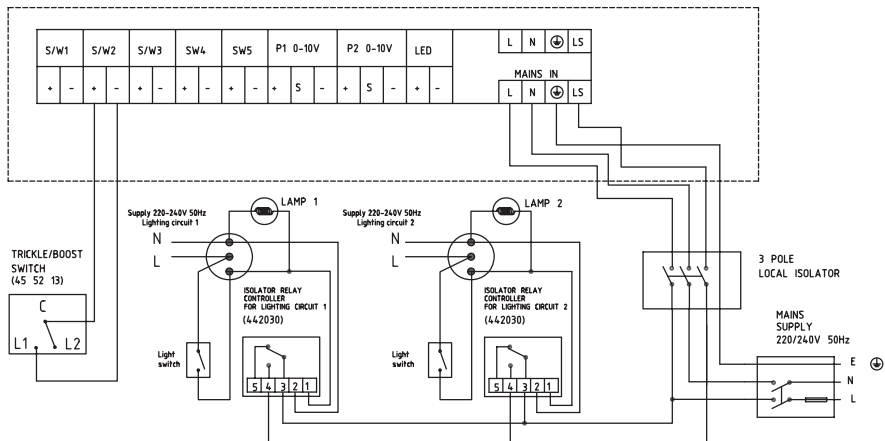 S/W1 S/W2 S/W3 SW4 SW5 P1 0-10V P2 0-10V LED
L N LS
MAINS IN
+ - + - + - + - + - + S - + S - + -
L N LS
Supply 220-240V 50Hz
Lighting circuit 1
N
L
LAMP 1
Supply 220-240V 50Hz
Lighting circuit 2
N
L
LAMP 2
TRICKLE/BOOST
SWITCH
(45 52 13)
C
L1 L2
ISOLATOR RELAY
CONTROLLER
FOR LIGHTING CIRCUIT 1
(442030)
Light
switch
5 4 3 2 1
ISOLATOR RELAY
CONTROLLER
FOR LIGHTING CIRCUIT 2
(442030)
Light
switch
5 4 3 2 1
3 POLE
LOCAL ISOLATOR
MAINS
SUPPLY
220/240V 50Hz
E
N
L